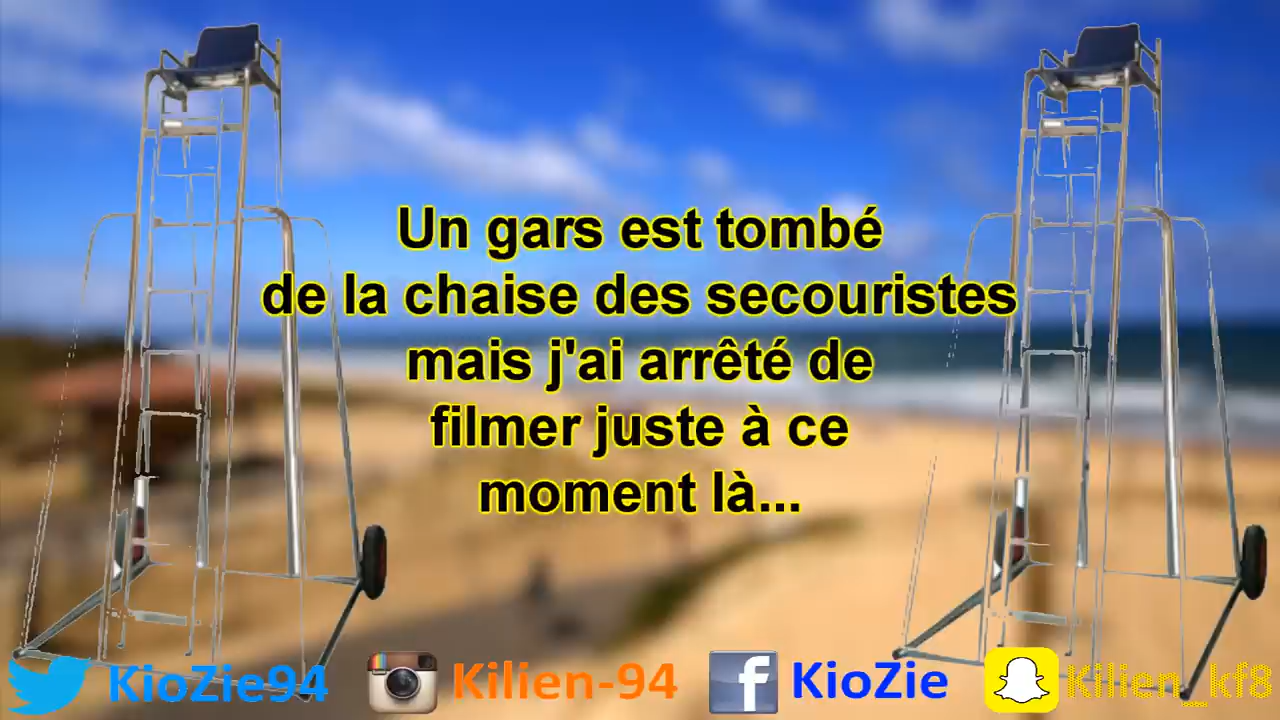 Un gars est tombé
de la chaise des secouristes
mais j'ai arrêté de
filmer juste à ce
moment là...
KioZie94 Kilien-94 KioZie Kilien_kf8